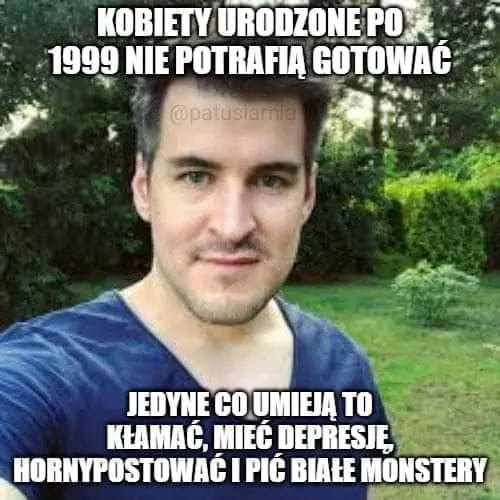 KOBIETY URODZONE PO
1999 NIE POTRAFIĄ GOTOWAĆ
@patusiarnia
JEDYNE CO UMIEJĄ TO
KŁAMAĆ, MIEĆ DEPRESJĘ,
HORNYPOSTOWAĆ I PIĆ BIAŁE MONSTERY